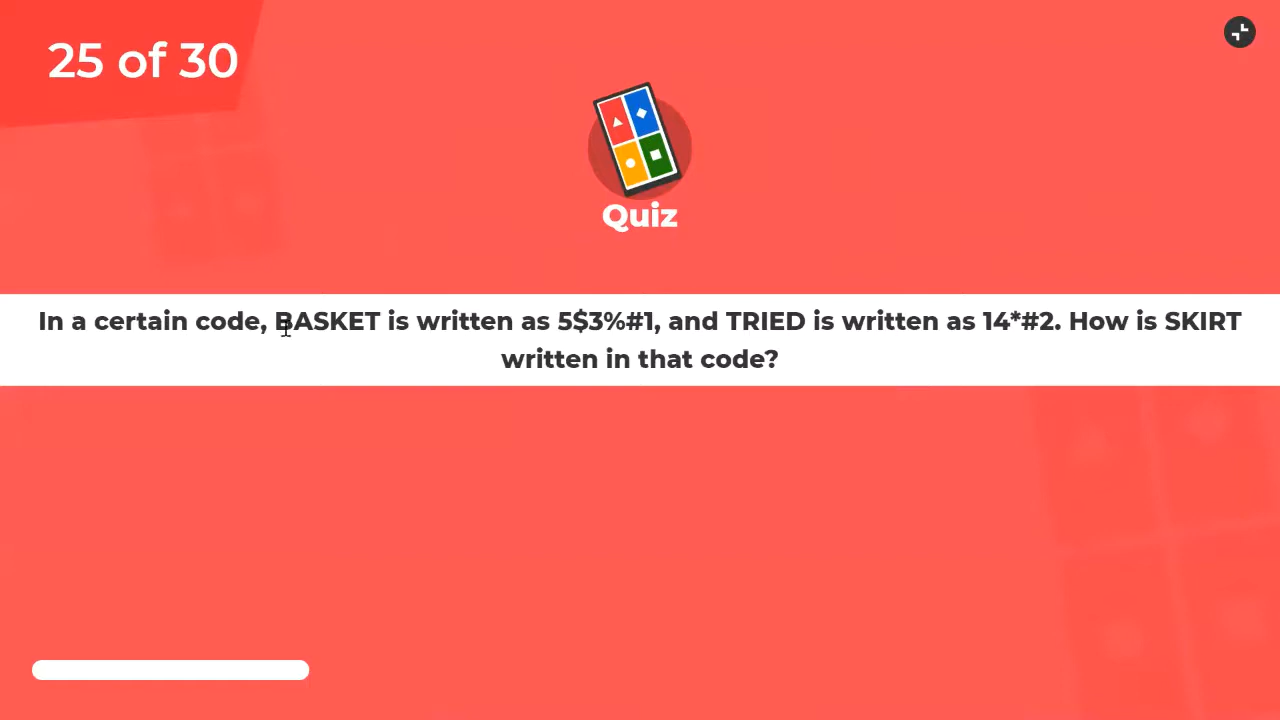 25 of 30
Quiz
In a certain code, BASKET is written as 5$3%#1, and TRIED is written as 14*#2. How is SKIRT
written in that code?